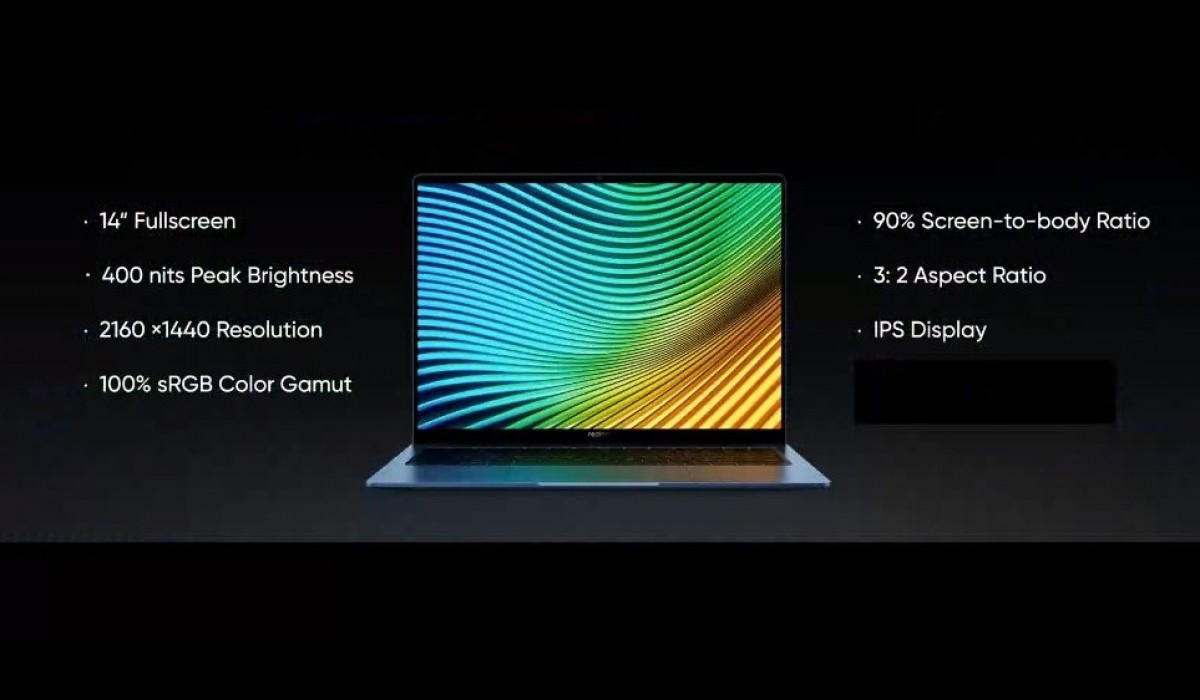 · 14“ Fullscreen
· 400 nits Peak Brightness
· 2160 ×1440 Resolution
· 100% sRGB Color Gamut
· 90% Screen-to-body Ratio
· 3: 2 Aspect Ratio
· IPS Display
realme